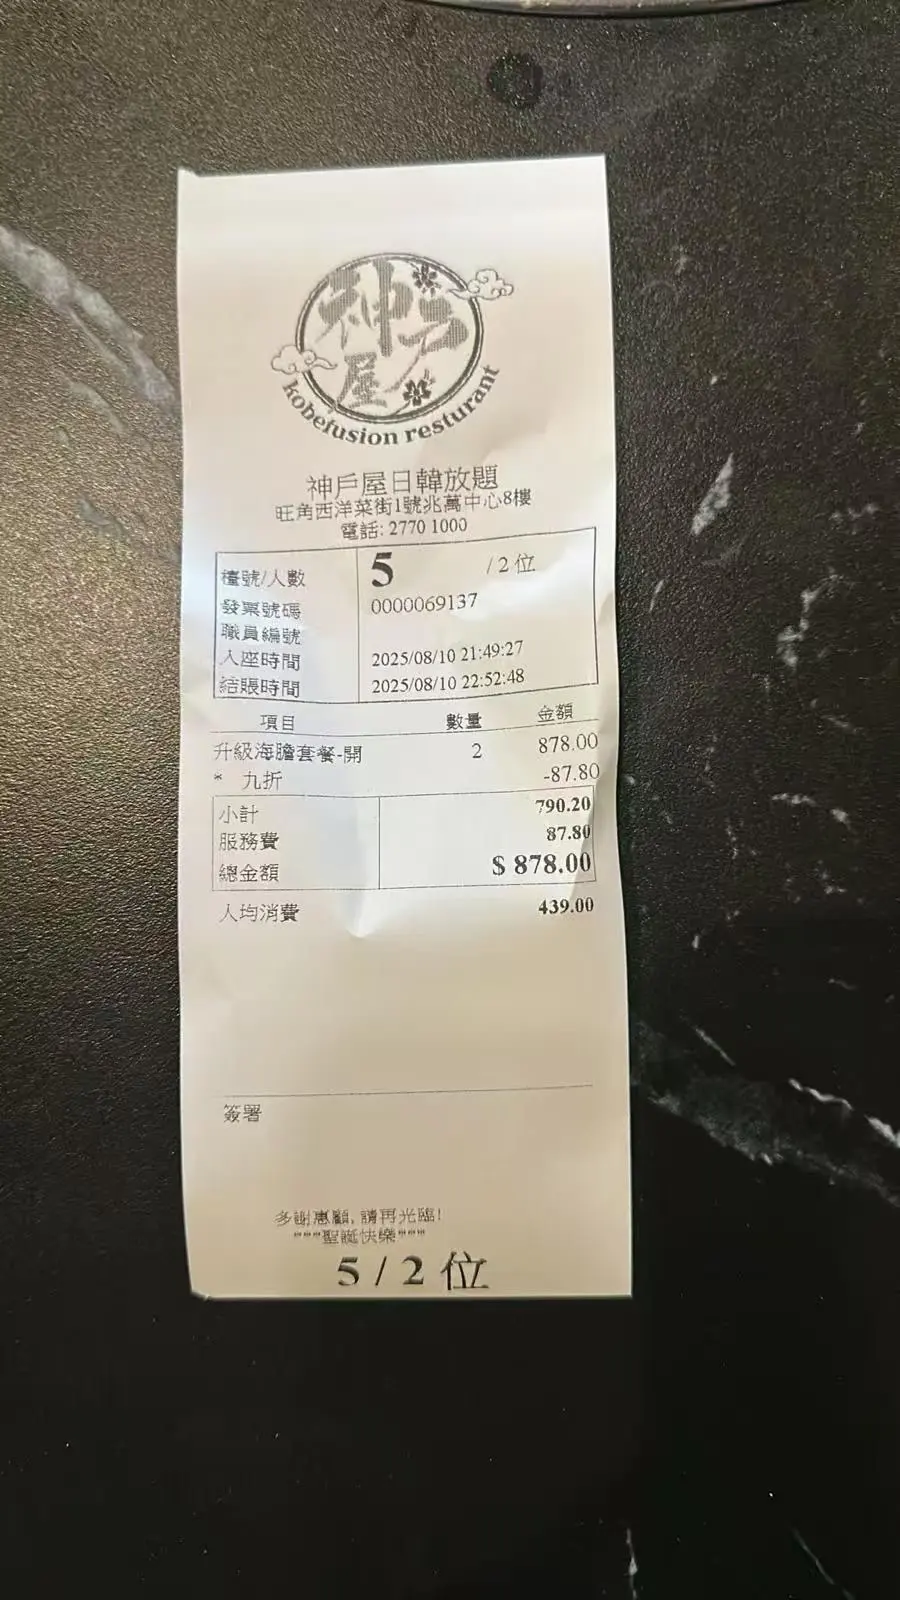 神戶屋
kobefusion resturant
神戶屋日韓放題
旺角西洋菜街1號兆萬中心8樓
電話: 2770 1000
檯號/人數 5 / 2 位
發票號碼 0000069137
職員編號
入座時間 2025/08/10 21:49:27
結賬時間 2025/08/10 22:52:48
項目 數量 金額
升級海膽套餐-開 2 878.00
* 九折 -87.80
小計 790.20
服務費 87.80
總金額 $ 878.00
人均消費 439.00
簽署
多謝惠顧, 請再光臨!
***聖誕快樂***
5 / 2 位